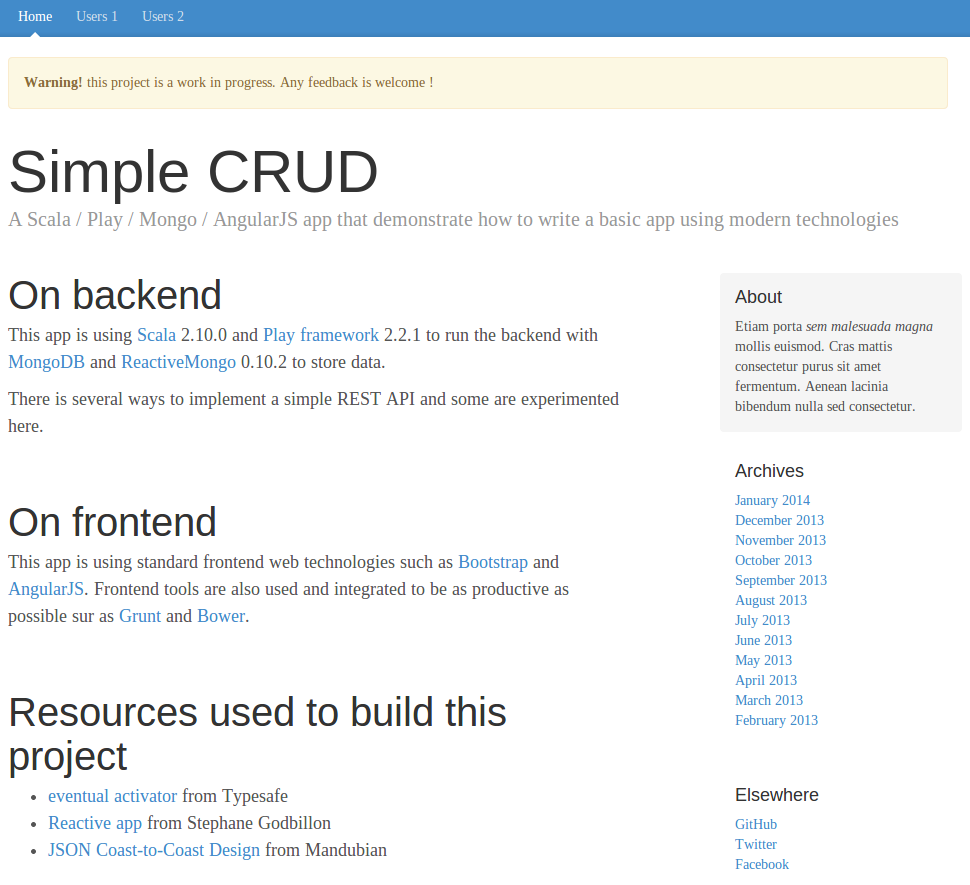 Home Users 1 Users 2
Warning! this project is a work in progress. Any feedback is welcome !
Simple CRUD
A Scala / Play / Mongo / AngularJS app that demonstrate how to write a basic app using modern technologies
On backend
This app is using Scala 2.10.0 and Play framework 2.2.1 to run the backend with
MongoDB and ReactiveMongo 0.10.2 to store data.
There is several ways to implement a simple REST API and some are experimented
here.
On frontend
This app is using standard frontend web technologies such as Bootstrap and
AngularJS. Frontend tools are also used and integrated to be as productive as
possible sur as Grunt and Bower.
Resources used to build this
project
eventual activator from Typesafe
Reactive app from Stephane Godbillon
JSON Coast-to-Coast Design from Mandubian
About
Etiam porta sem malesuada magna
mollis euismod. Cras mattis
consectetur purus sit amet
fermentum. Aenean lacinia
bibendum nulla sed consectetur.
Archives
January 2014
December 2013
November 2013
October 2013
September 2013
August 2013
July 2013
June 2013
May 2013
April 2013
March 2013
February 2013
Elsewhere
GitHub
Twitter
Facebook